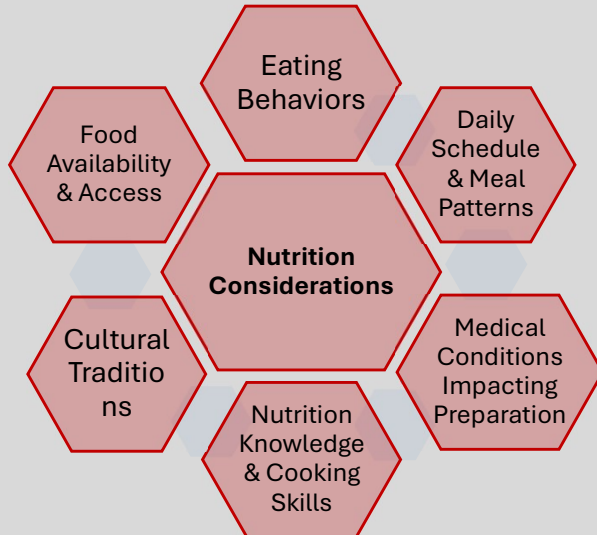 Eating
Behaviors
Daily
Schedule
& Meal
Patterns
Food
Availability
& Access
Nutrition
Considerations
Medical
Conditions
Impacting
Preparation
Cultural
Traditio
ns
Nutrition
Knowledge
& Cooking
Skills